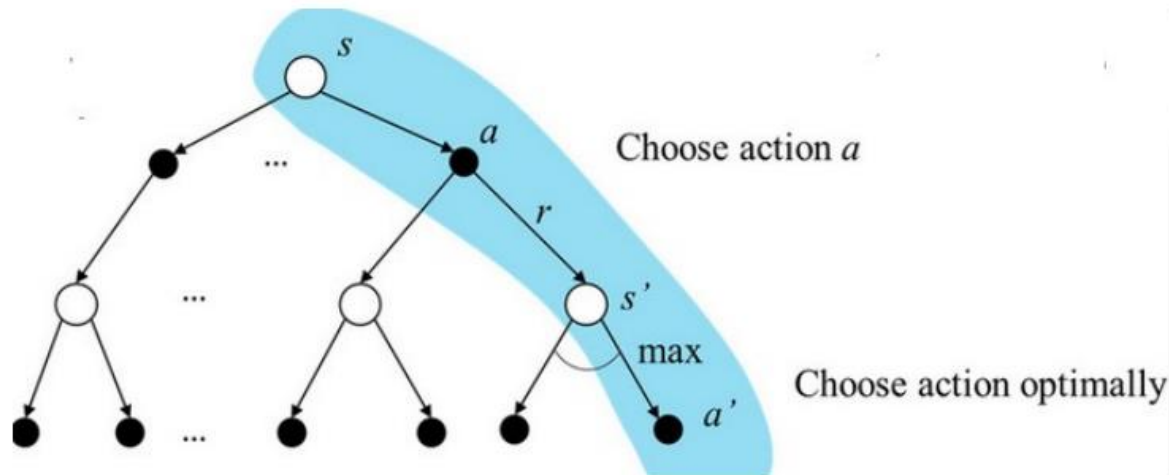 s
a
...
Choose action a
r
...
s’
max
Choose action optimally
a’
...